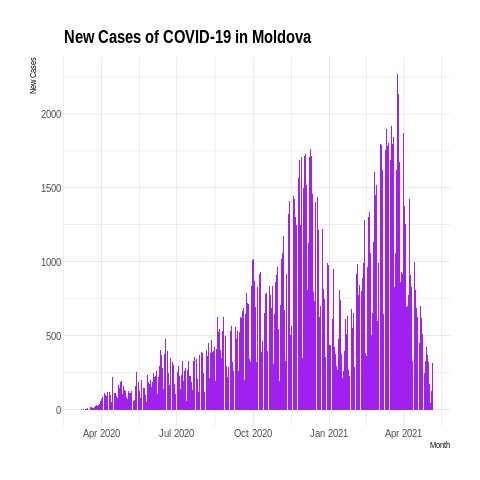 New Cases of COVID-19 in Moldova
New Cases
2000
1500
1000
500
0
Apr 2020 Jul 2020 Oct 2020 Jan 2021 Apr 2021
Month